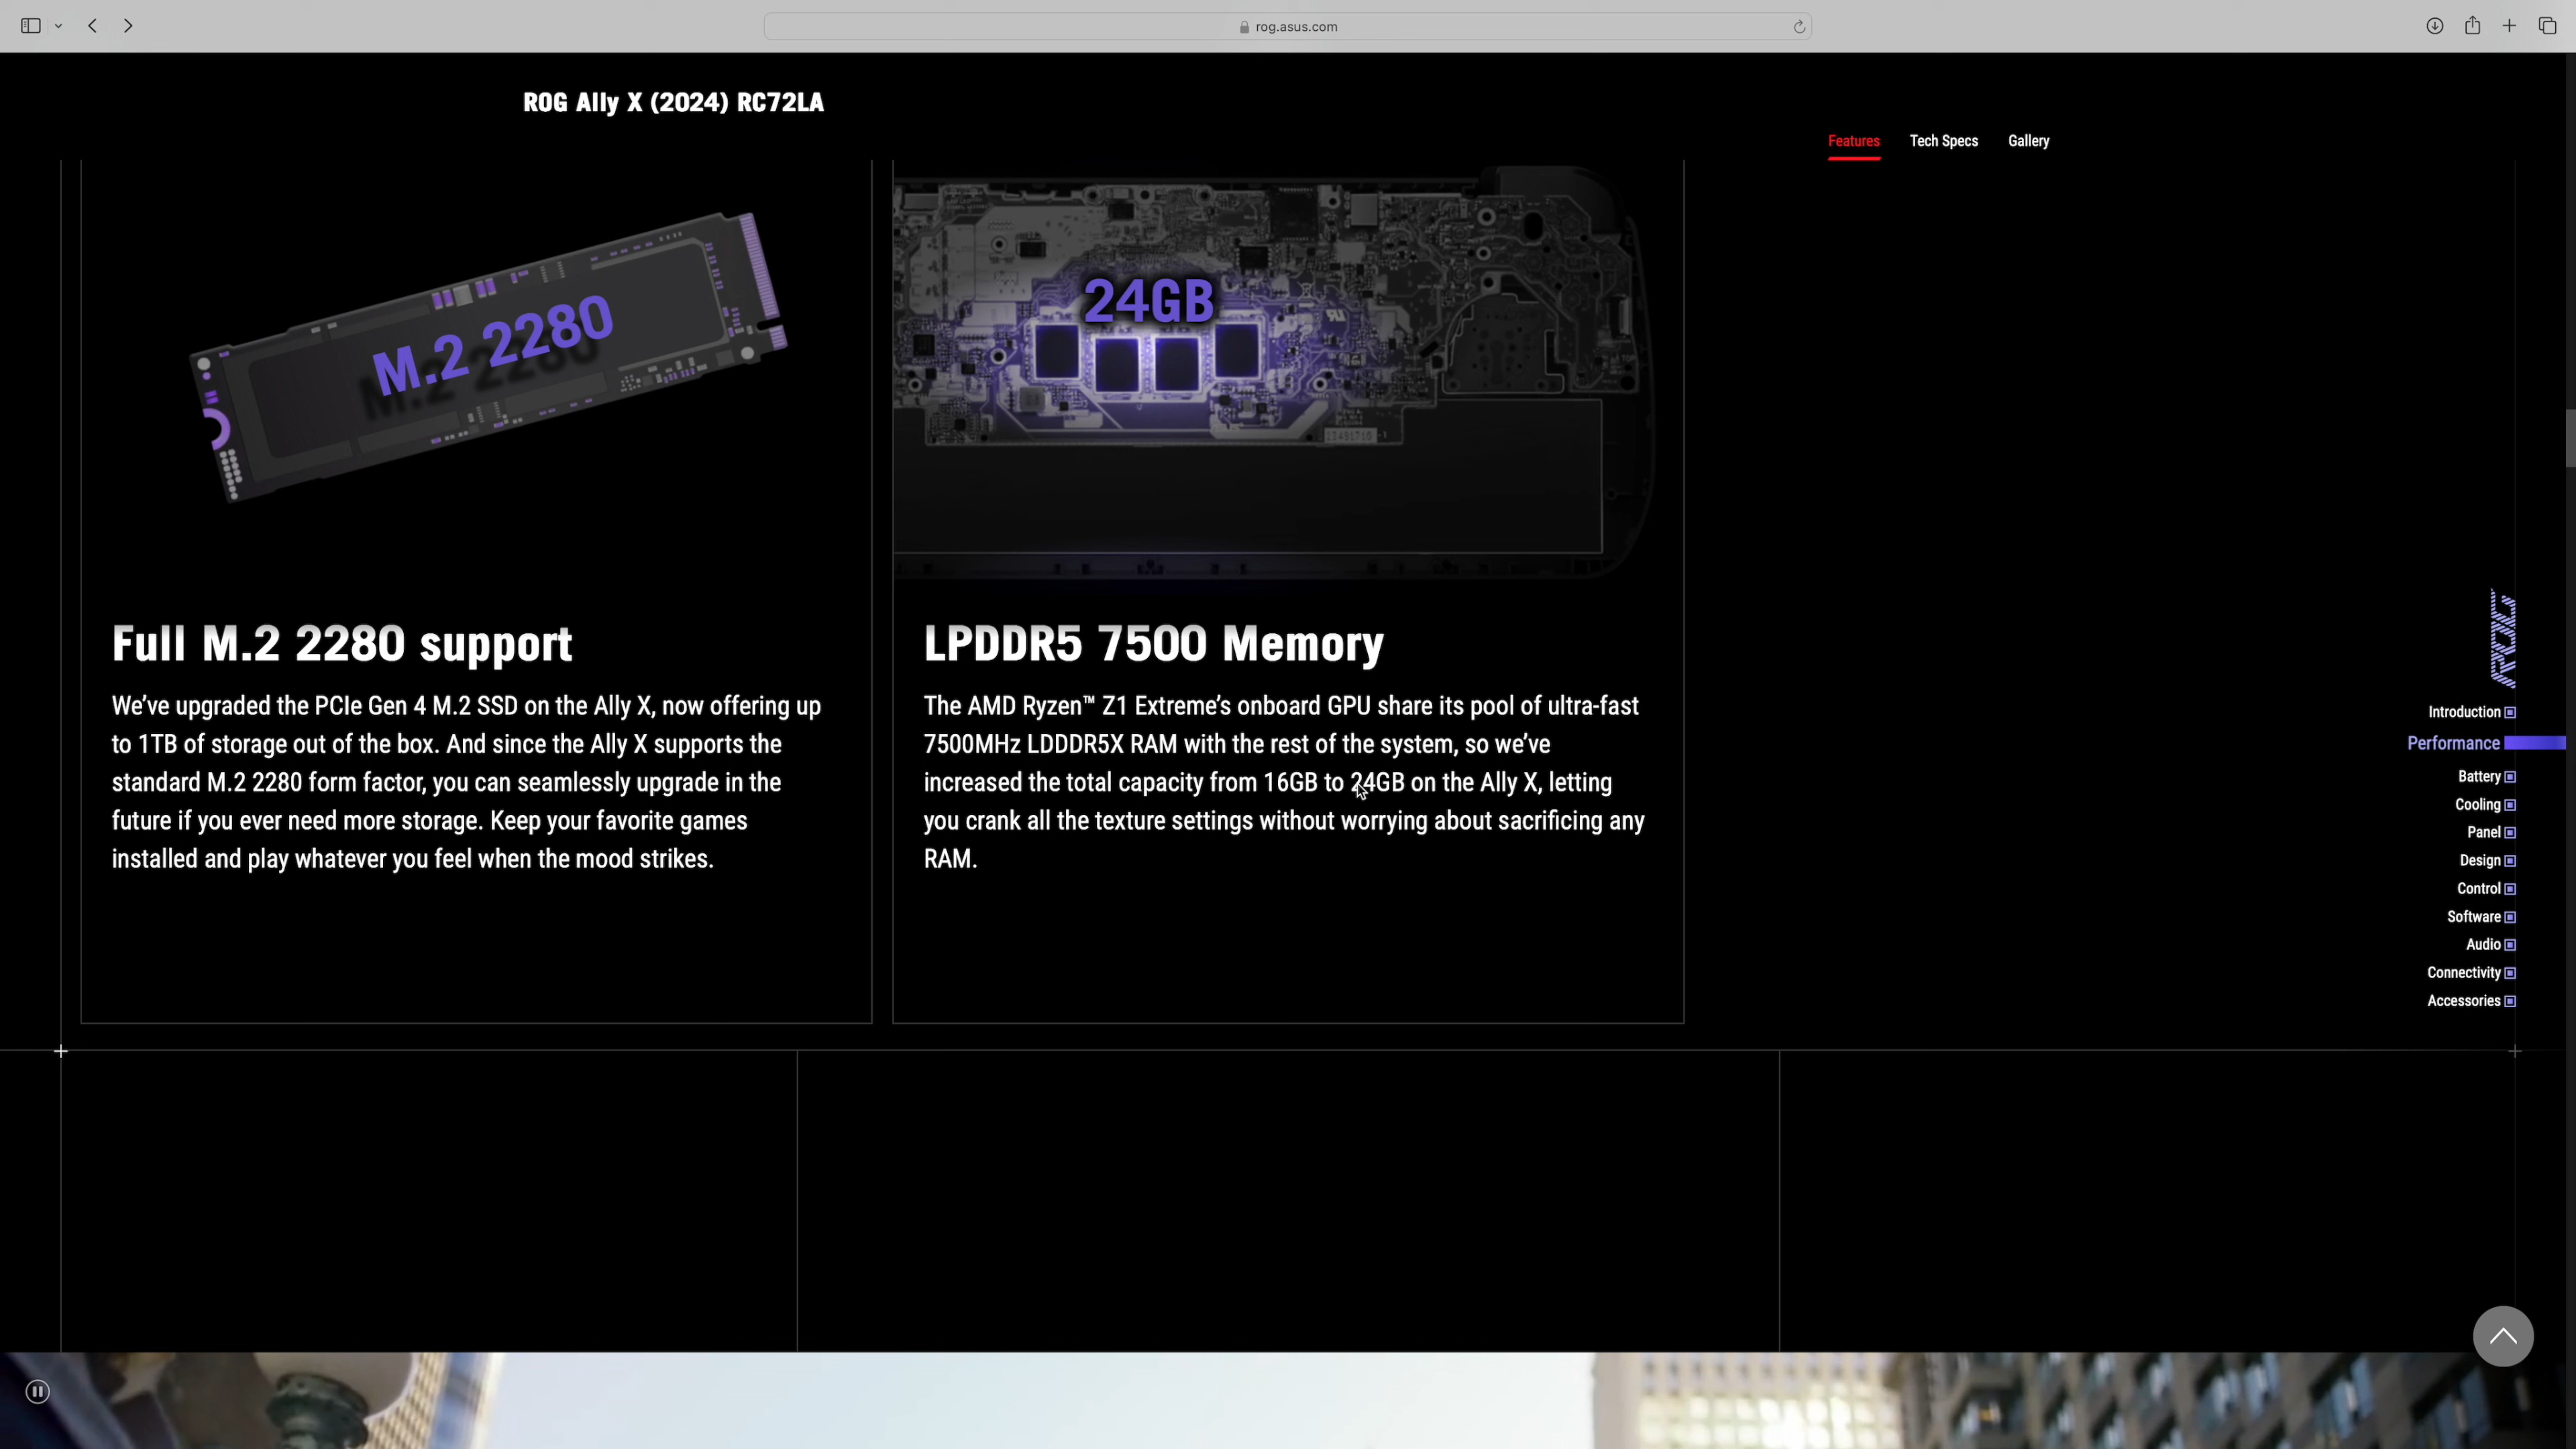 rog.asus.com
ROG Ally X (2024) RC72LA
Features
Tech Specs
Gallery
M.2 2280
24GB
Full M.2 2280 support
We've upgraded the PCIe Gen 4 M.2 SSD on the Ally X, now offering up
to 1TB of storage out of the box. And since the Ally X supports the
standard M.2 2280 form factor, you can seamlessly upgrade in the
future if you ever need more storage. Keep your favorite games
installed and play whatever you feel when the mood strikes.
LPDDR5 7500 Memory
The AMD Ryzen™ Z1 Extreme's onboard GPU share its pool of ultra-fast
7500MHz LDDDR5X RAM with the rest of the system, so we've
increased the total capacity from 16GB to 24GB on the Ally X, letting
you crank all the texture settings without worrying about sacrificing any
RAM.
ROG
Introduction
Performance
Battery
Cooling
Panel
Design
Control
Software
Audio
Connectivity
Accessories